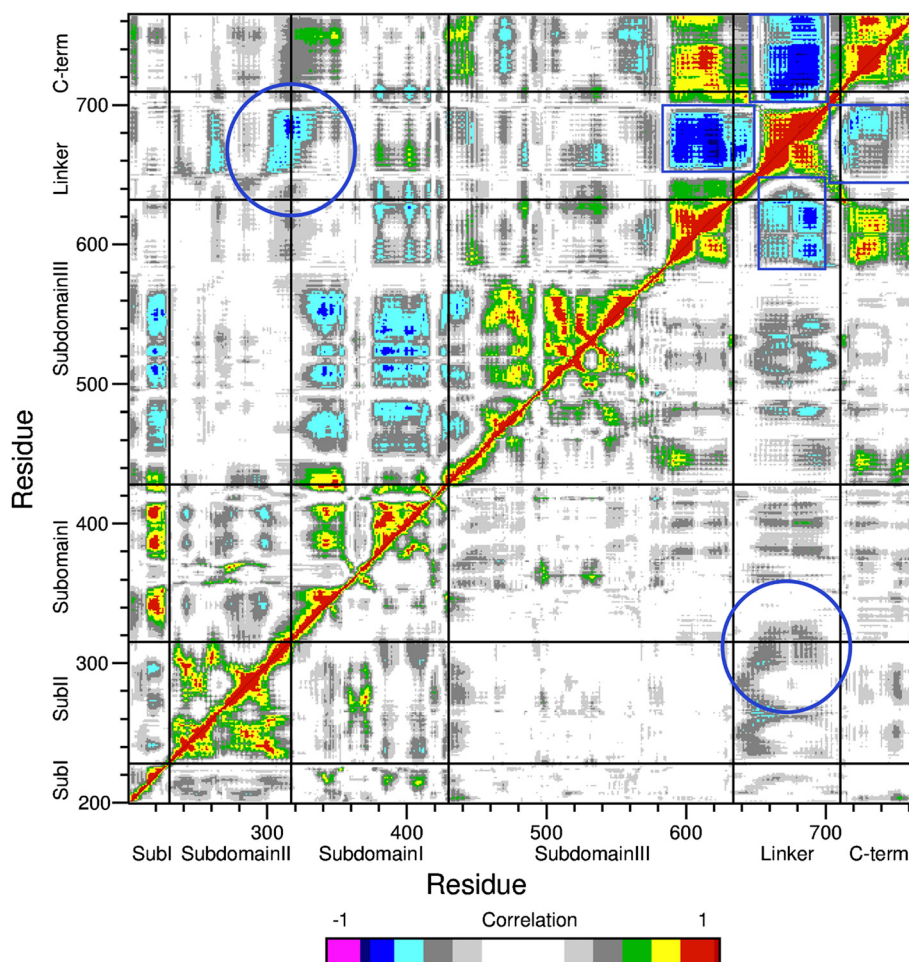 C-term
700
Linker
600
SubdomainIII
500
Residue
400
SubomainI
300
SubII
SubI
200
300 400 500 600 700
SubI SubdomainII SubdomainI SubdomainIII Linker C-term
Residue
-1 Correlation 1